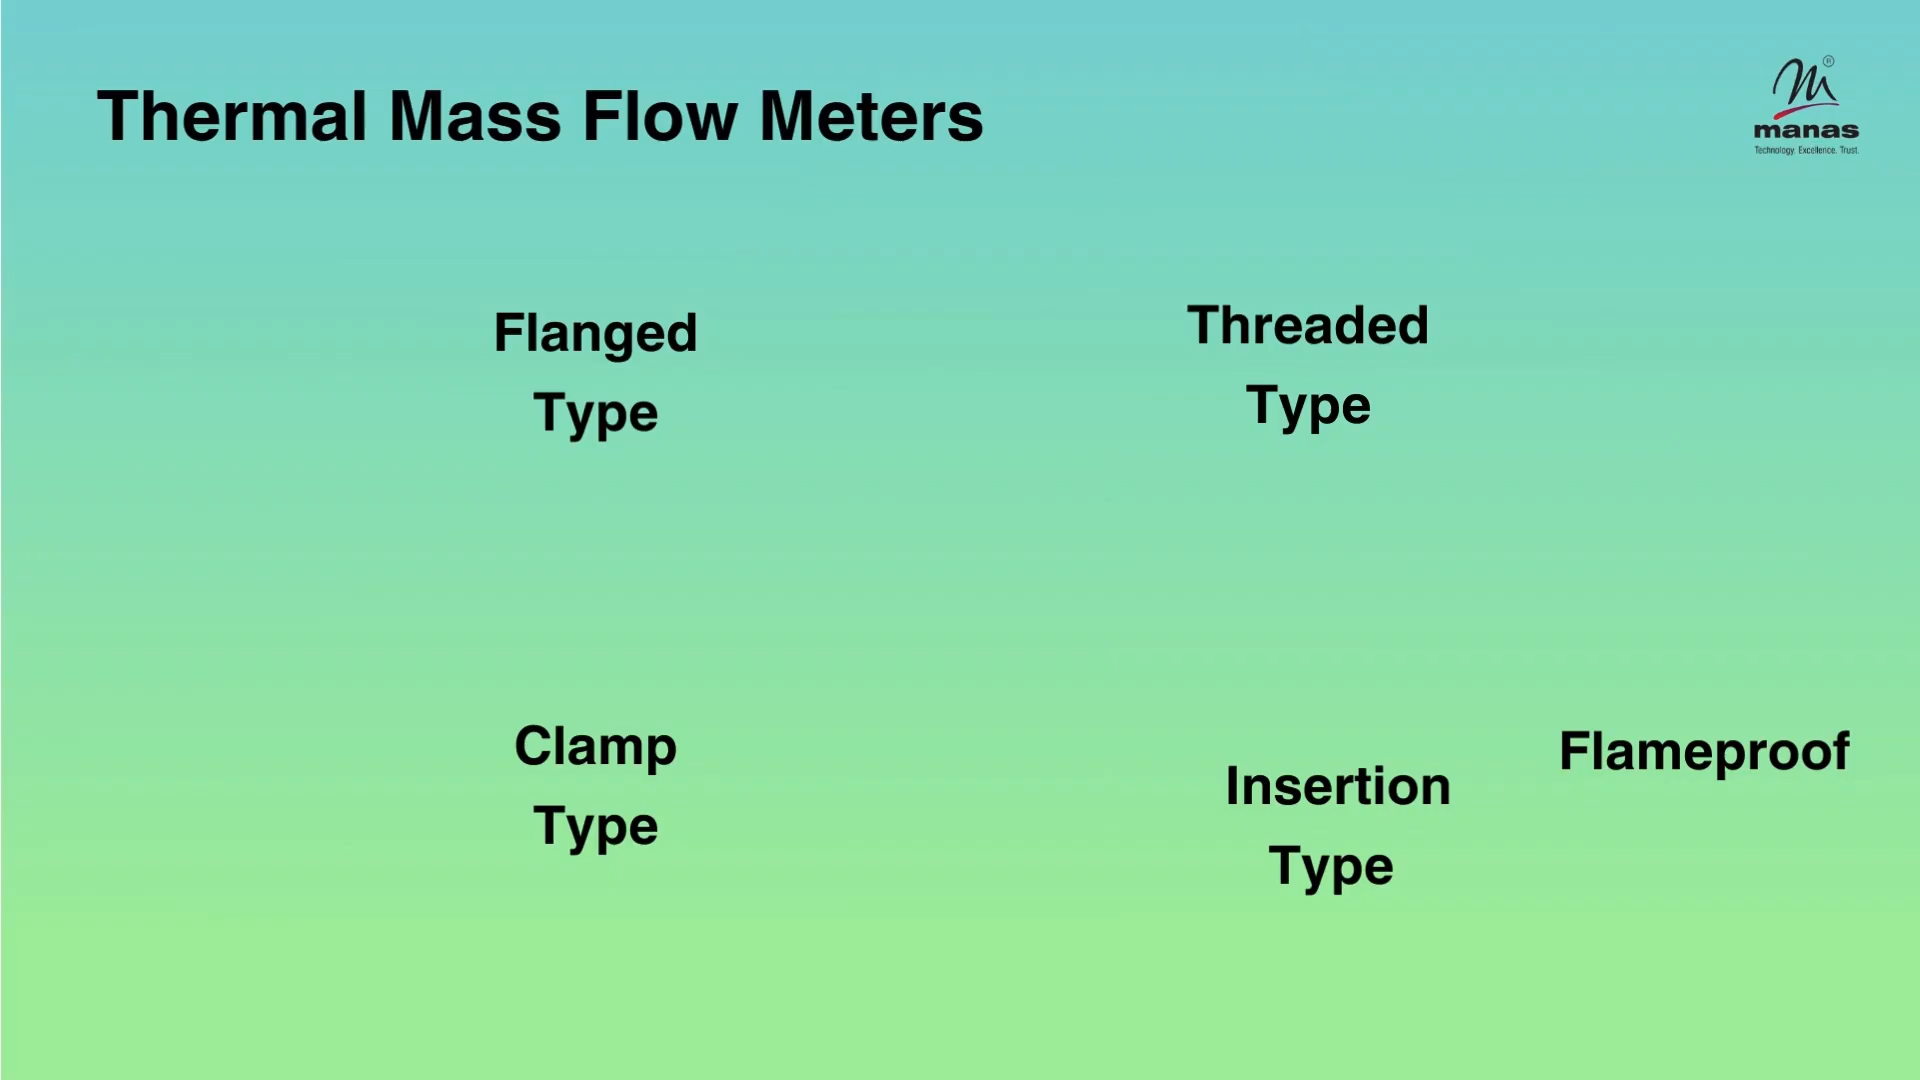 Thermal Mass Flow Meters
®
manas
Technology. Excellence. Trust.
Flanged
Type
Threaded
Type
Clamp
Type
Insertion
Type
Flameproof